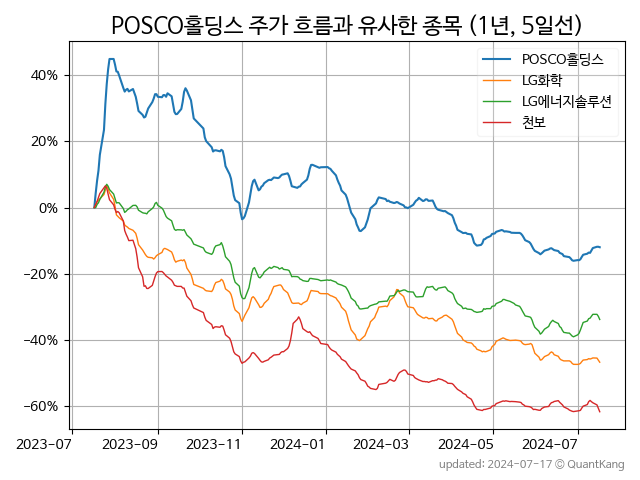 POSCO홀딩스 주가 흐름과 유사한 종목 (1년, 5일선)
POSCO홀딩스
LG화학
LG에너지솔루션
천보
40%
20%
0%
−20%
−40%
−60%
2023−07
2023−09
2023−11
2024−01
2024−03
2024−05
2024−07
updated: 2024-07-17 © QuantKang